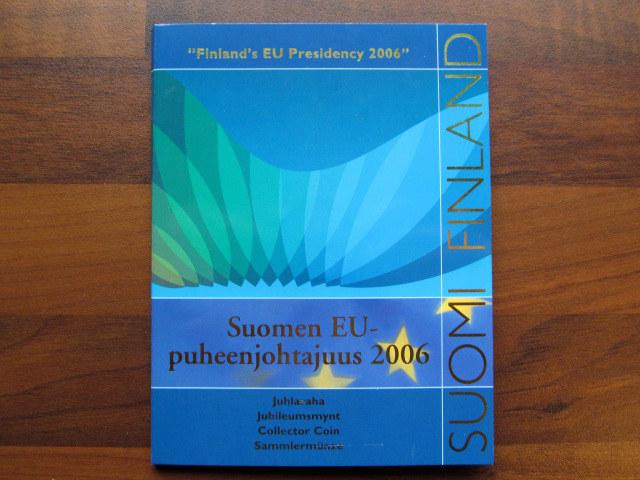 "Finland's EU Presidency 2006"
SUOMI FINLAND
Suomen EU-
puheenjohtajuus 2006
Juhlaraha
Jubileumsmynt
Collector Coin
Sammlermünze